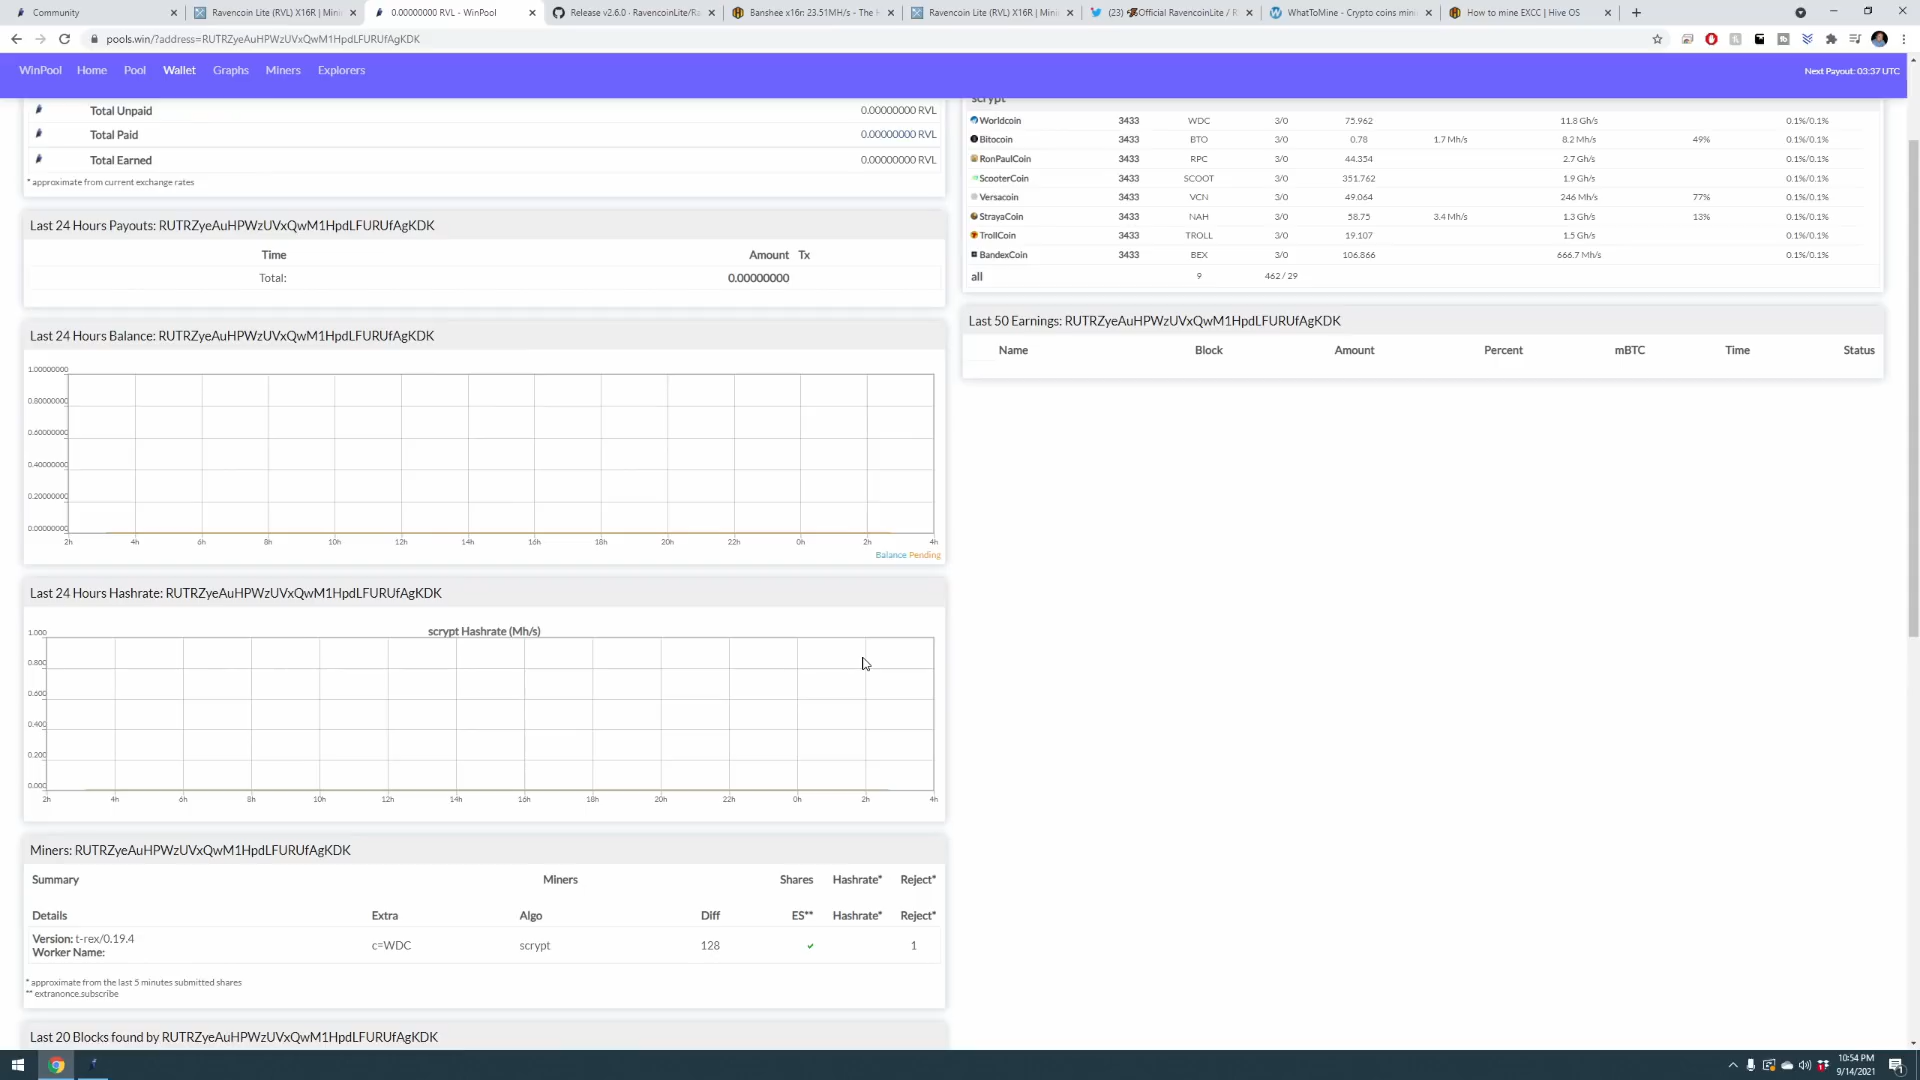 Community
Ravencoin Lite (RVL) X16R | Mini
0.00000000 RVL - WinPool
Release v2.6.0 · RavencoinLite/Ra
Banshee x16r: 23.51MH/s - The H
Ravencoin Lite (RVL) X16R | Mini
(23) Official RavencoinLite / R
WhatToMine - Crypto coins mini
How to mine EXCC | Hive OS
pools.win/?address=RUTRZyeAuHPWzUVxQwM1HpdLFURUfAgKDK
WinPool Home Pool Wallet Graphs Miners Explorers
Next Payout: 03:37 UTC
Total Unpaid 0.00000000 RVL
Total Paid 0.00000000 RVL
Total Earned 0.00000000 RVL
* approximate from current exchange rates
Last 24 Hours Payouts: RUTRZyeAuHPWzUVxQwM1HpdLFURUfAgKDK
Time Amount Tx
Total: 0.00000000
Last 24 Hours Balance: RUTRZyeAuHPWzUVxQwM1HpdLFURUfAgKDK
1.00000000
0.80000000
0.60000000
0.40000000
0.20000000
0.00000000
2h 4h 6h 8h 10h 12h 14h 16h 18h 20h 22h 0h 2h 4h
Balance Pending
Last 24 Hours Hashrate: RUTRZyeAuHPWzUVxQwM1HpdLFURUfAgKDK
scrypt Hashrate (Mh/s)
1.000
0.800
0.600
0.400
0.200
0.000
2h 4h 6h 8h 10h 12h 14h 16h 18h 20h 22h 0h 2h 4h
Miners: RUTRZyeAuHPWzUVxQwM1HpdLFURUfAgKDK
Summary Miners Shares Hashrate* Reject*
Details Extra Algo Diff ES** Hashrate* Reject*
Version: t-rex/0.19.4
Worker Name:
c=WDC scrypt 128 1
* approximate from the last 5 minutes submitted shares
** extranonce.subscribe
Last 20 Blocks found by RUTRZyeAuHPWzUVxQwM1HpdLFURUfAgKDK
scrypt
Worldcoin 3433 WDC 3/0 75.962 11.8 Gh/s 0.1%/0.1%
Bitocoin 3433 BTO 3/0 0.78 1.7 Mh/s 8.2 Mh/s 49% 0.1%/0.1%
RonPaulCoin 3433 RPC 3/0 44.354 2.7 Gh/s 0.1%/0.1%
ScooterCoin 3433 SCOOT 3/0 351.762 1.9 Gh/s 0.1%/0.1%
Versacoin 3433 VCN 3/0 49.064 246 Mh/s 77% 0.1%/0.1%
StrayaCoin 3433 NAH 3/0 58.75 3.4 Mh/s 1.3 Gh/s 13% 0.1%/0.1%
TrollCoin 3433 TROLL 3/0 19.107 1.5 Gh/s 0.1%/0.1%
BandexCoin 3433 BEX 3/0 106.866 666.7 Mh/s 0.1%/0.1%
all 9 462 / 29
Last 50 Earnings: RUTRZyeAuHPWzUVxQwM1HpdLFURUfAgKDK
Name Block Amount Percent mBTC Time Status
10:54 PM
9/14/2021